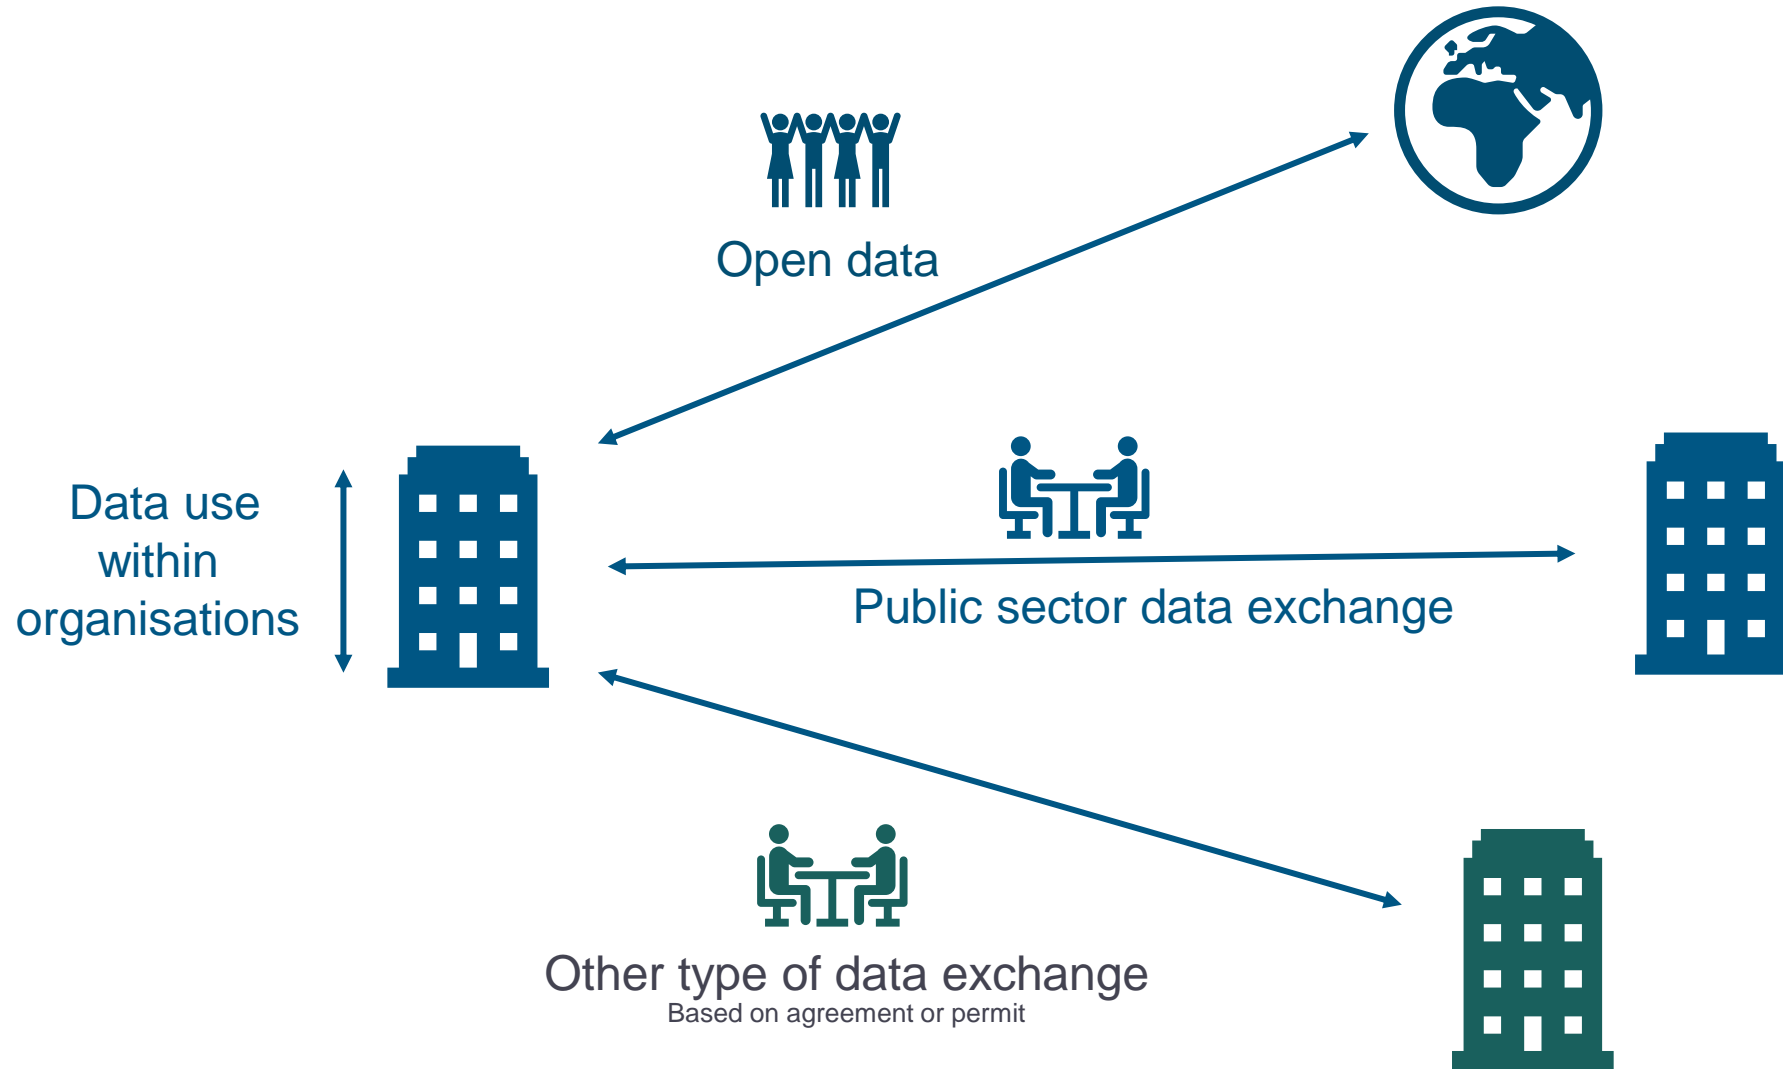 Open data
Data use
within
organisations
Public sector data exchange
Other type of data exchange
Based on agreement or permit